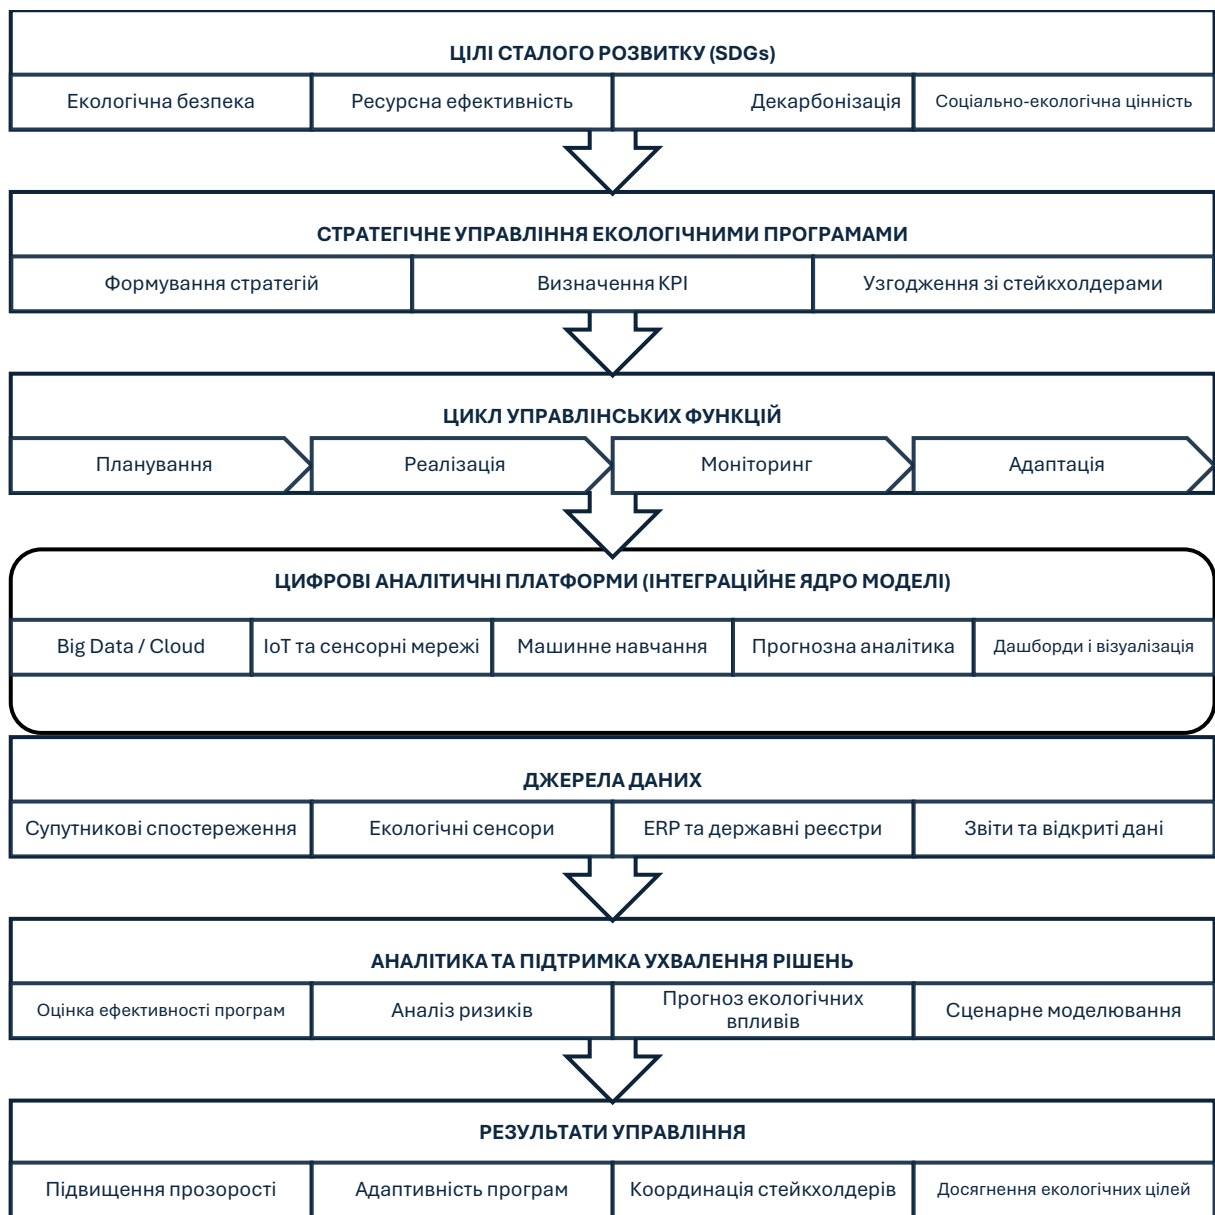 ЦІЛІ СТАЛОГО РОЗВИТКУ (SDGs)
Екологічна безпека
Ресурсна ефективність
Декарбонізація
Соціально-екологічна цінність
СТРАТЕГІЧНЕ УПРАВЛІННЯ ЕКОЛОГІЧНИМИ ПРОГРАМАМИ
Формування стратегій
Визначення KPI
Узгодження зі стейкхолдерами
ЦИКЛ УПРАВЛІНСЬКИХ ФУНКЦІЙ
Планування
Реалізація
Моніторинг
Адаптація
ЦИФРОВІ АНАЛІТИЧНІ ПЛАТФОРМИ (ІНТЕГРАЦІЙНЕ ЯДРО МОДЕЛІ)
Big Data / Cloud
IoT та сенсорні мережі
Машинне навчання
Прогнозна аналітика
Дашборди і візуалізація
ДЖЕРЕЛА ДАНИХ
Супутникові спостереження
Екологічні сенсори
ERP та державні реєстри
Звіти та відкриті дані
АНАЛІТИКА ТА ПІДТРИМКА УХВАЛЕННЯ РІШЕНЬ
Оцінка ефективності програм
Аналіз ризиків
Прогноз екологічних
впливів
Сценарне моделювання
РЕЗУЛЬТАТИ УПРАВЛІННЯ
Підвищення прозорості
Адаптивність програм
Координація стейкхолдерів
Досягнення екологічних цілей